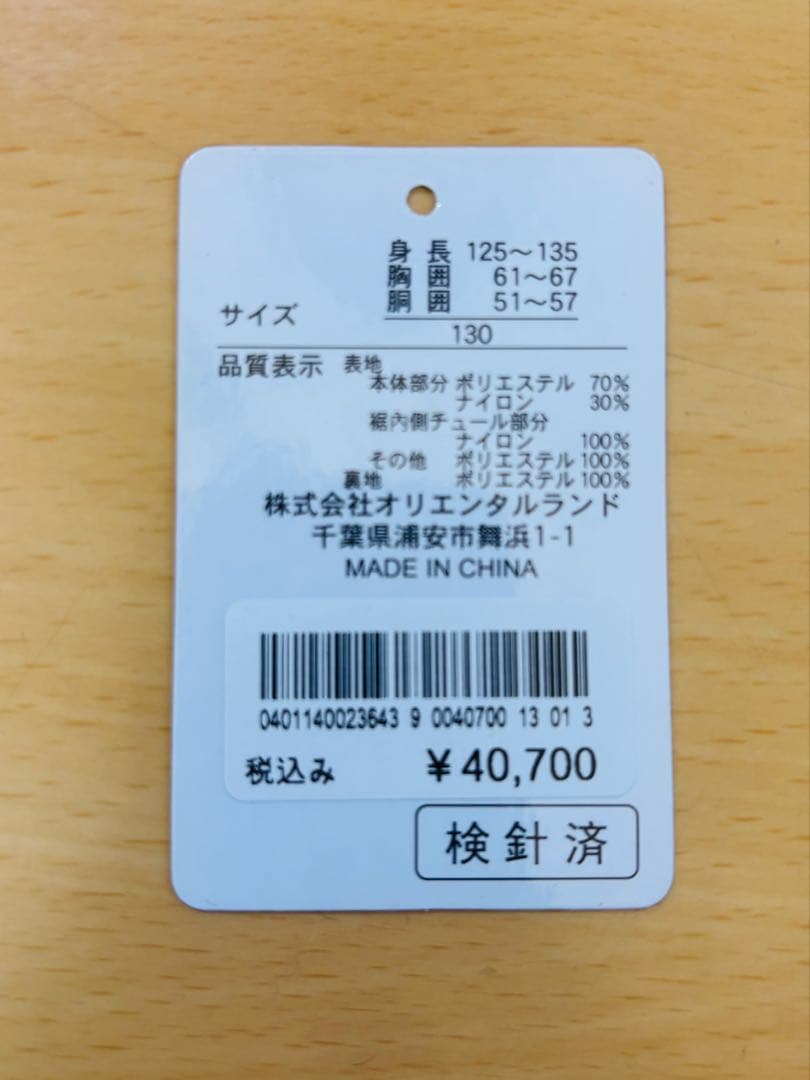 身長 125～135
胸囲 61～67
胴囲 51～57
サイズ
130
品質表示 表地
本体部分 ポリエステル 70%
ナイロン 30%
裾内側チュール部分
ナイロン 100%
その他 ポリエステル 100%
裏地 ポリエステル 100%
株式会社オリエンタルランド
千葉県浦安市舞浜1-1
MADE IN CHINA
0401140023643 9 0040700 13 01 3
税込み ¥40,700
検針済